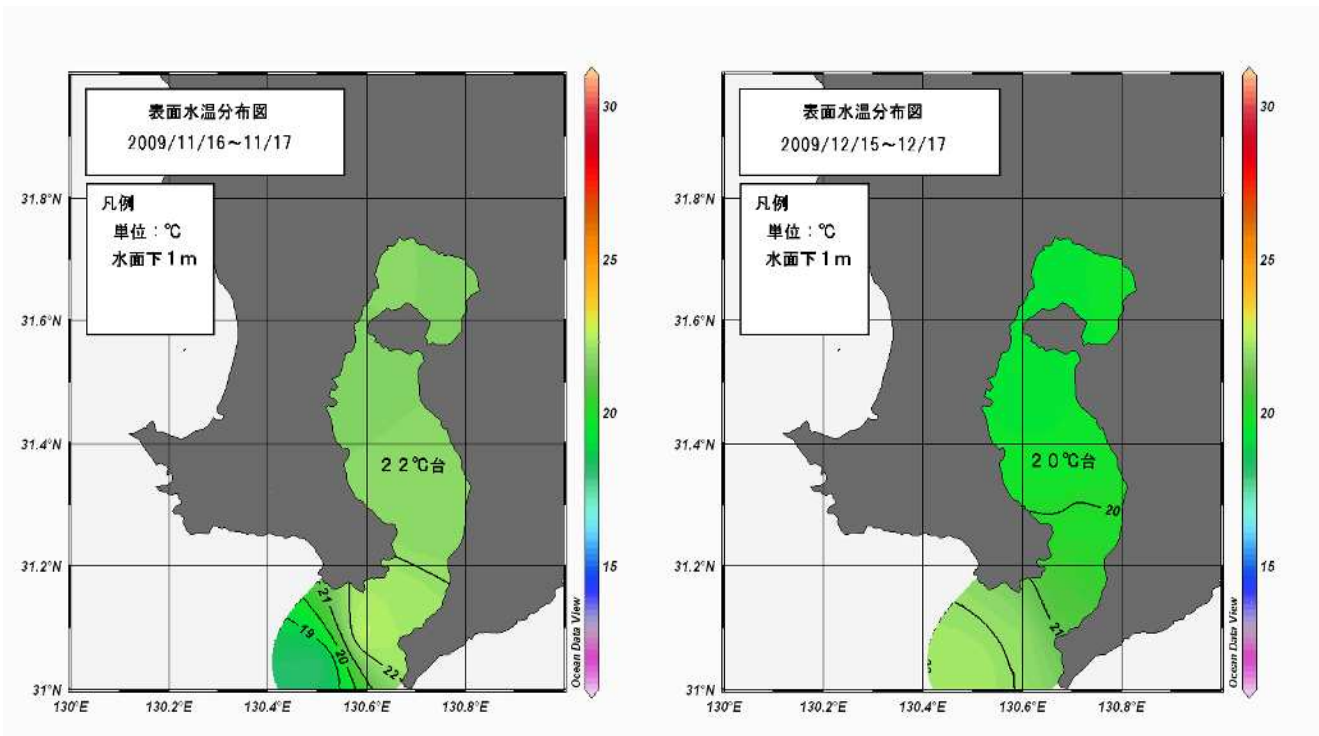 表面水温分布図
2009/11/16～11/17
凡例
単位：℃
水面下1m
31.8°N
31.6°N
31.4°N
31.2°N
31°N
130°E
130.2°E
130.4°E
130.6°E
130.8°E
22℃台
21
19
20
22
30
25
20
15
Ocean Data View
表面水温分布図
2009/12/15～12/17
凡例
単位：℃
水面下1m
31.8°N
31.6°N
31.4°N
31.2°N
31°N
130°E
130.2°E
130.4°E
130.6°E
130.8°E
20℃台
20
21
30
25
20
15
Ocean Data View